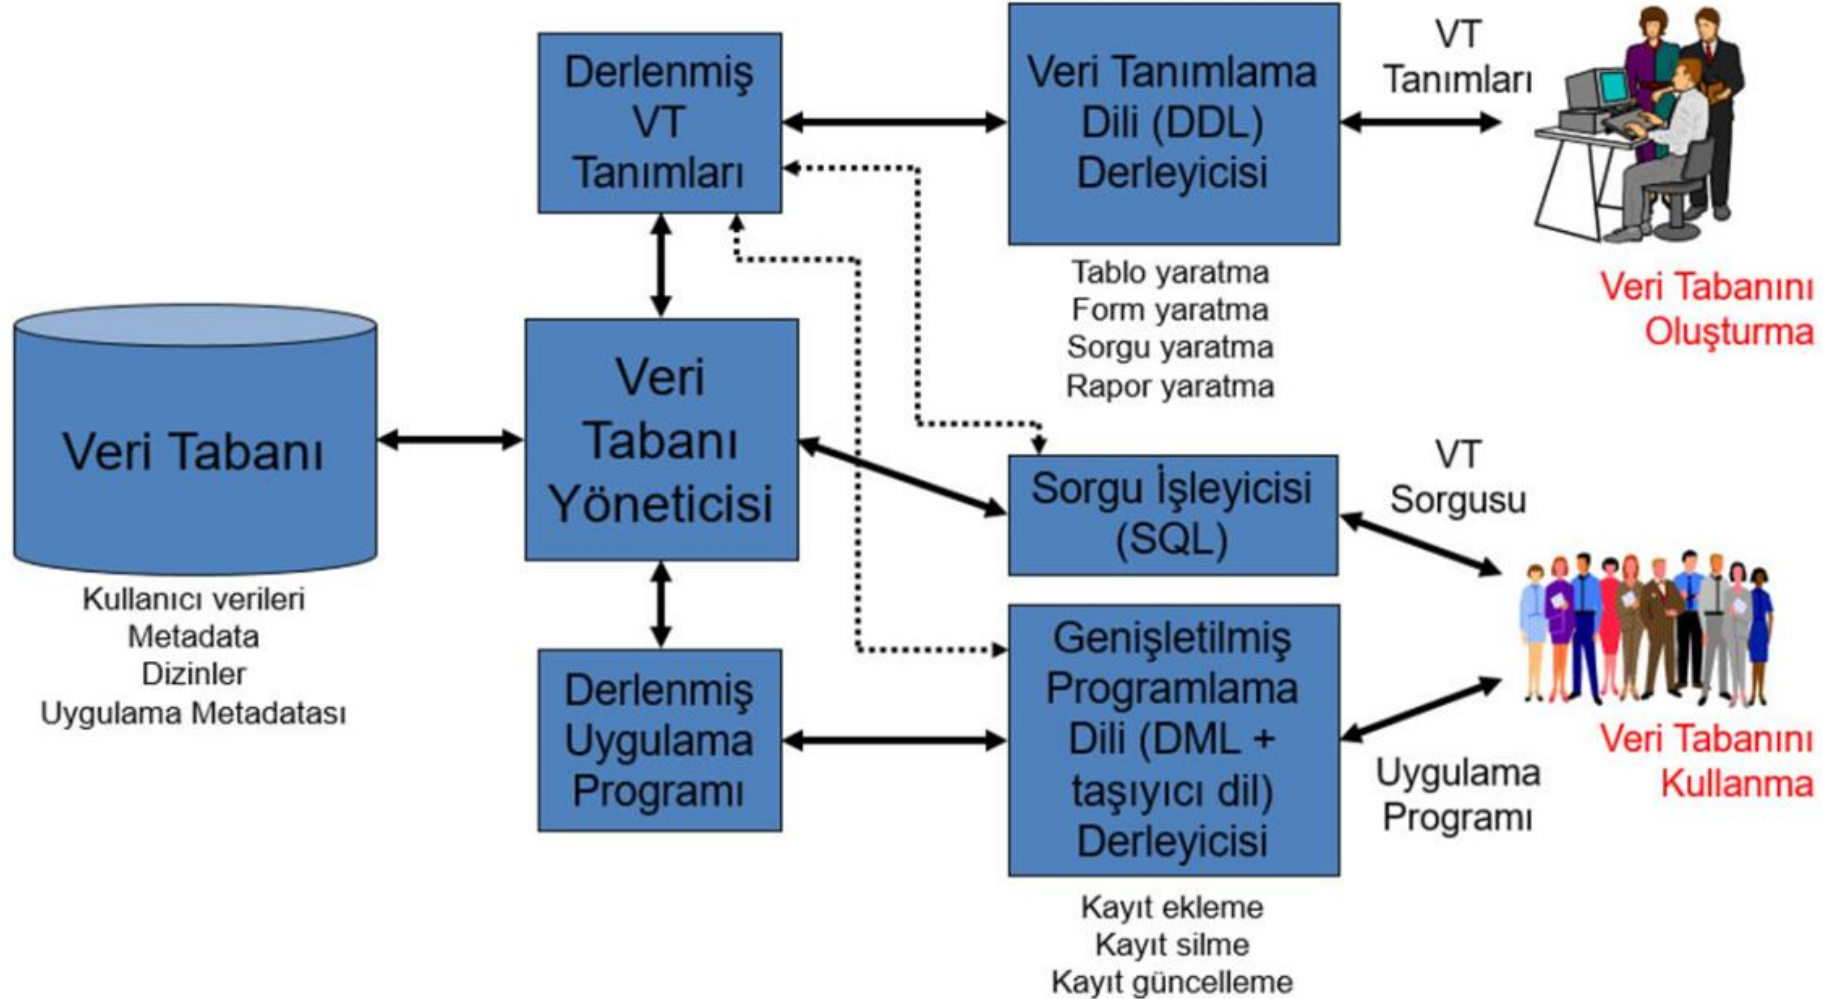 Derlenmiş
VT
Tanımları
Veri Tanımlama
Dili (DDL)
Derleyicisi
VT
Tanımları
Tablo yaratma
Form yaratma
Sorgu yaratma
Rapor yaratma
Veri Tabanını
Oluşturma
Veri Tabanı
Kullanıcı verileri
Metadata
Dizinler
Uygulama Metadatası
Veri
Tabanı
Yöneticisi
Sorgu İşleyicisi
(SQL)
VT
Sorgusu
Derlenmiş
Uygulama
Programı
Genişletilmiş
Programlama
Dili (DML +
taşıyıcı dil)
Derleyicisi
Kayıt ekleme
Kayıt silme
Kayıt güncelleme
Uygulama
Programı
Veri Tabanını
Kullanma